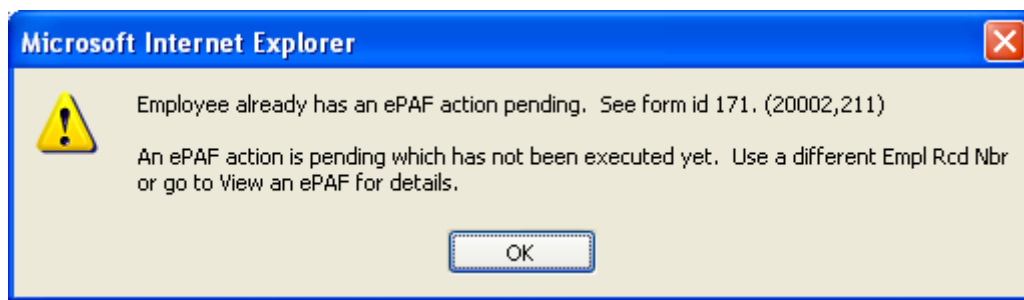 Microsoft Internet Explorer
Employee already has an ePAF action pending.  See form id 171. (20002,211)
An ePAF action is pending which has not been executed yet.  Use a different Empl Rcd Nbr
or go to View an ePAF for details.
OK